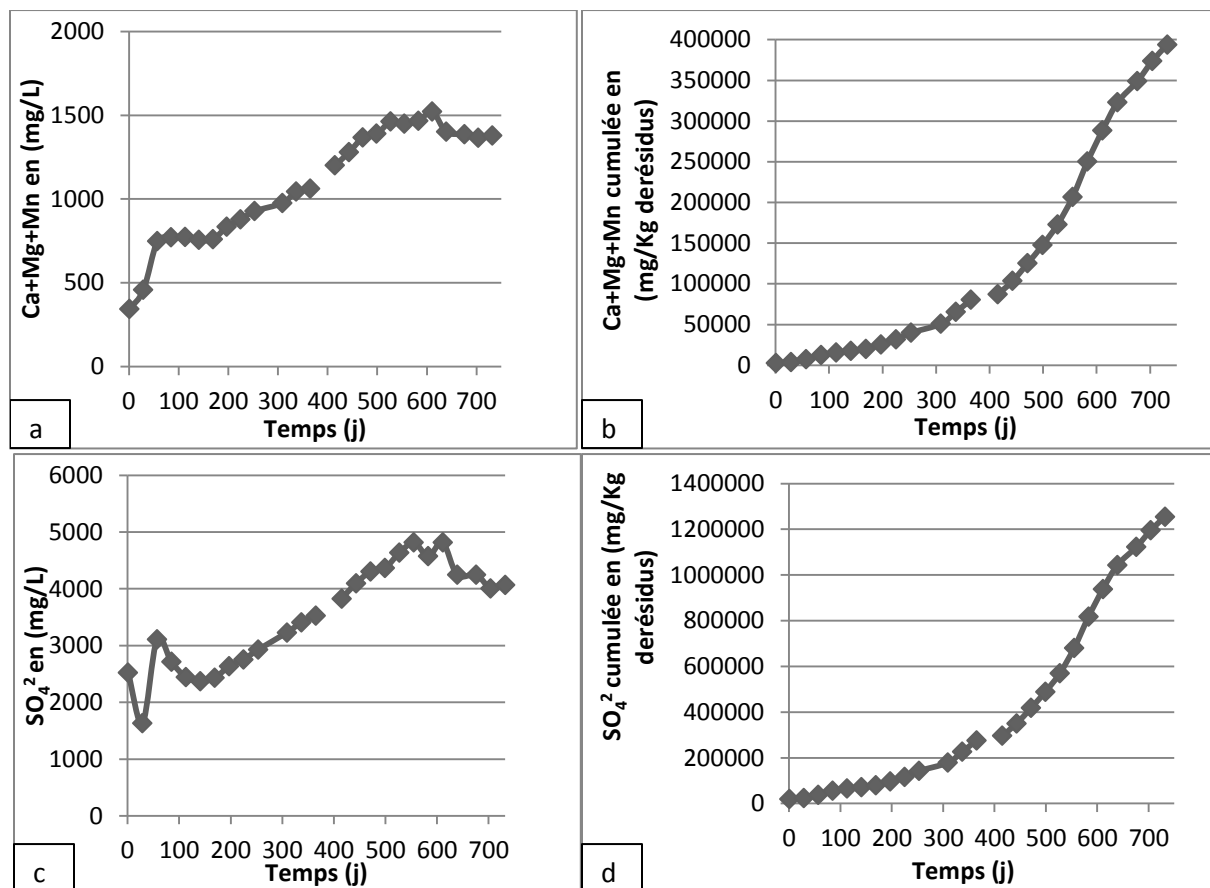 Ca+Mg+Mn en (mg/L)
2000
1500
1000
500
0
0 100 200 300 400 500 600 700
Temps (j)
a
Ca+Mg+Mn cumulée en
(mg/Kg derésidus)
400000
350000
300000
250000
200000
150000
100000
50000
0
0 100 200 300 400 500 600 700
Temps (j)
b
SO₄² en (mg/L)
6000
5000
4000
3000
2000
1000
0
0 100 200 300 400 500 600 700
Temps (j)
c
SO₄² cumulée en (mg/Kg
derésidus)
1400000
1200000
1000000
800000
600000
400000
200000
0
0 100 200 300 400 500 600 700
Temps (j)
d